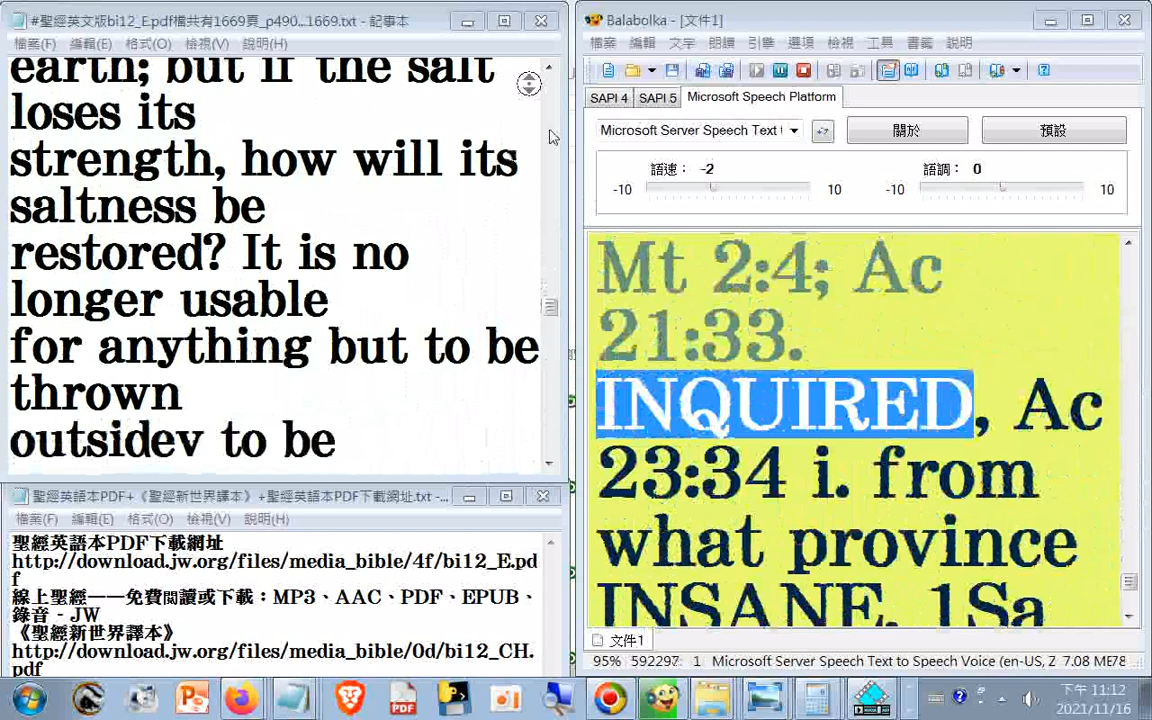 #聖經英文版bi12_E.pdf檔共有1669頁_p490...1669.txt - 記事本
檔案(F) 編輯(E) 格式(O) 檢視(V) 說明(H)
earth; but if the salt
loses its
strength, how will its
saltness be
restored? It is no
longer usable
for anything but to be
thrown
outsidev to be
聖經英語本PDF+《聖經新世界譯本》+聖經英語本PDF下載網址.txt - ...
檔案(F) 編輯(E) 格式(O) 檢視(V) 說明(H)
聖經英語本PDF下載網址
http://download.jw.org/files/media_bible/4f/bi12_E.pd
f
線上聖經——免費閱讀或下載：MP3、AAC、PDF、EPUB、
錄音 - JW
《聖經新世界譯本》
http://download.jw.org/files/media_bible/0d/bi12_CH.
pdf
Balabolka - [文件1]
檔案 編輯 文字 朗讀 引擎 選項 檢視 工具 書籤 說明
SAPI 4 SAPI 5 Microsoft Speech Platform
Microsoft Server Speech Text 關於 預設
語速： -2 語調： 0
-10 10 -10 10
Mt 2:4; Ac
21:33.
INQUIRED, Ac
23:34 i. from
what province
INSANE, 1Sa
文件1
95% 592297: 1 Microsoft Server Speech Text to Speech Voice (en-US, Z 7.08 ME78
下午 11:12
2021/11/16